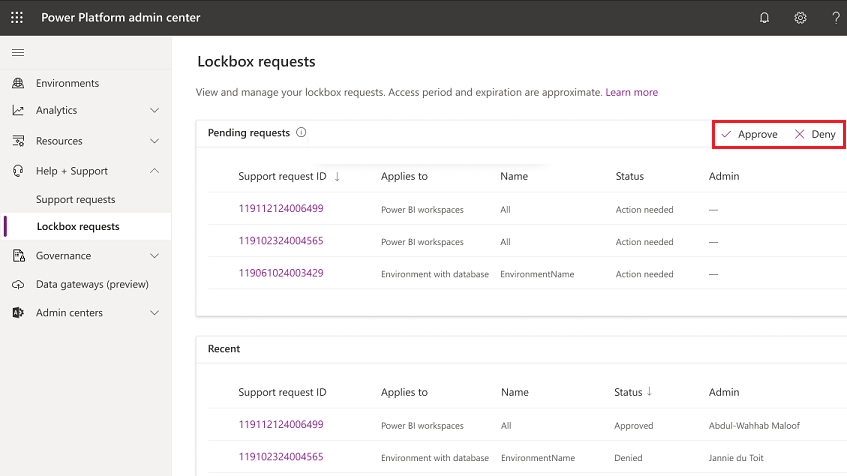 Power Platform admin center
Environments
Analytics
Resources
Help + Support
Support requests
Lockbox requests
Governance
Data gateways (preview)
Admin centers
Lockbox requests
View and manage your lockbox requests. Access period and expiration are approximate. Learn more
Pending requests
Approve Deny
Support request ID ↓ Applies to Name Status Admin
119112124006499 Power BI workspaces All Action needed —
119102324004565 Power BI workspaces All Action needed —
119061024003429 Environment with database EnvironmentName Action needed —
Recent
Support request ID Applies to Name Status ↓ Admin
119112124006499 Power BI workspaces All Approved Abdul-Wahhab Maloof
119102324004565 Environment with database EnvironmentName Denied Jannie du Toit